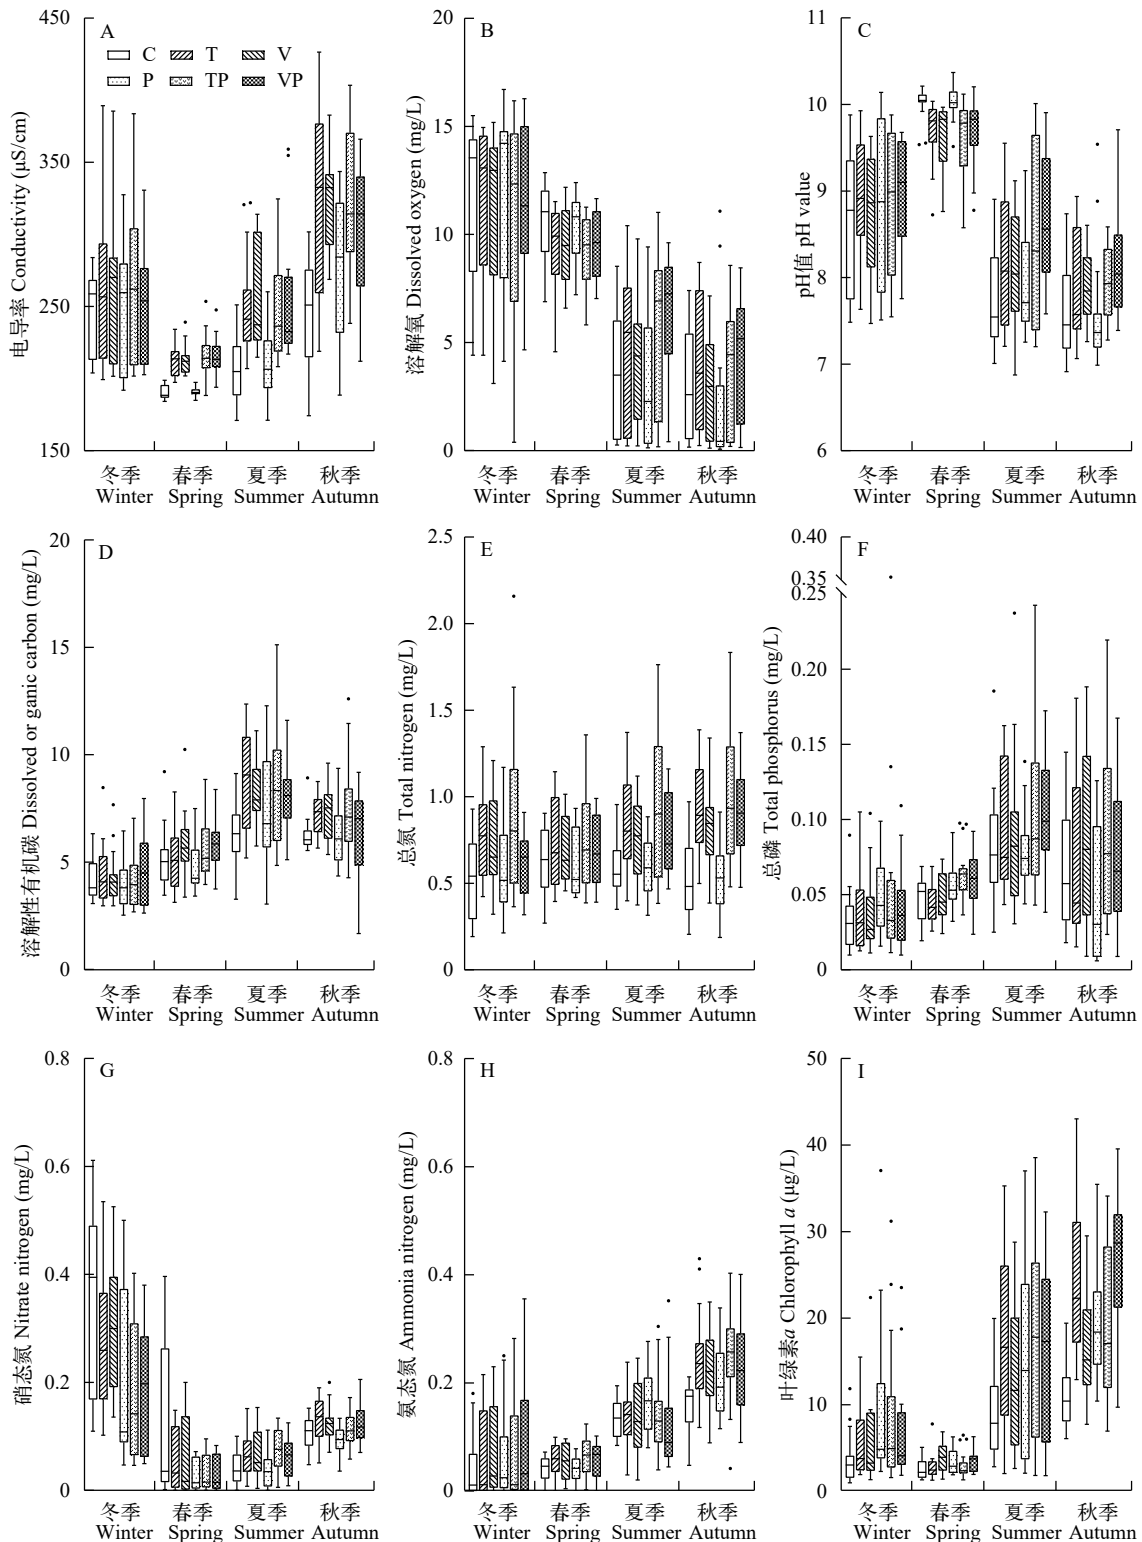 A
C T V
P TP VP
电导率 Conductivity (μS/cm)
450
350
250
150
冬季 春季 夏季 秋季
Winter Spring Summer Autumn
B
溶解氧 Dissolved oxygen (mg/L)
20
15
10
5
0
冬季 春季 夏季 秋季
Winter Spring Summer Autumn
C
pH值 pH value
11
10
9
8
7
6
冬季 春季 夏季 秋季
Winter Spring Summer Autumn
D
溶解性有机碳 Dissolved or ganic carbon (mg/L)
20
15
10
5
0
冬季 春季 夏季 秋季
Winter Spring Summer Autumn
E
总氮 Total nitrogen (mg/L)
2.5
2.0
1.5
1.0
0.5
0
冬季 春季 夏季 秋季
Winter Spring Summer Autumn
F
总磷 Total phosphorus (mg/L)
0.40
0.35
0.25
0.20
0.15
0.10
0.05
0
冬季 春季 夏季 秋季
Winter Spring Summer Autumn
G
硝态氮 Nitrate nitrogen (mg/L)
0.8
0.6
0.4
0.2
0
冬季 春季 夏季 秋季
Winter Spring Summer Autumn
H
氨态氮 Ammonia nitrogen (mg/L)
0.8
0.6
0.4
0.2
0
冬季 春季 夏季 秋季
Winter Spring Summer Autumn
I
叶绿素a Chlorophyll a (μg/L)
50
40
30
20
10
0
冬季 春季 夏季 秋季
Winter Spring Summer Autumn